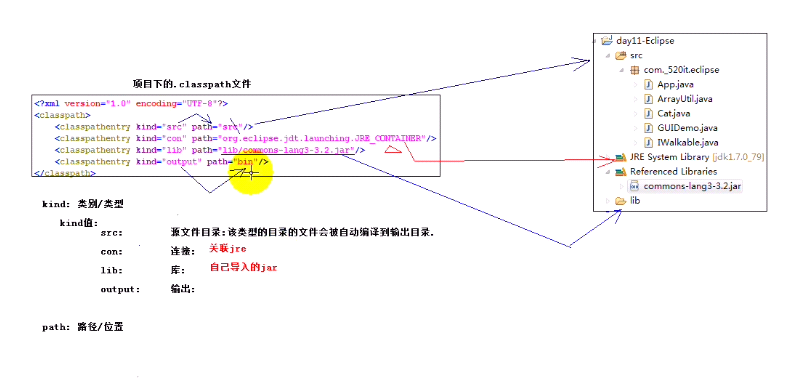 项目下的.classpath文件
<?xml version="1.0" encoding="UTF-8"?>
<classpath>
<classpathentry kind="src" path="src"/>
<classpathentry kind="con" path="org.eclipse.jdt.launching.JRE_CONTAINER"/>
<classpathentry kind="lib" path="lib/commons-lang3-3.2.jar"/>
<classpathentry kind="output" path="bin"/>
</classpath>
kind: 类别/类型
kind值:
src: 源文件目录:该类型的目录的文件会被自动编译到输出目录.
con: 连接: 关联jre
lib: 库: 自己导入的jar
output: 输出:
path: 路径/位置
day11-Eclipse
src
com._520it.eclipse
App.java
ArrayUtil.java
Cat.java
GUIDemo.java
IWalkable.java
JRE System Library [jdk1.7.0_79]
Referenced Libraries
commons-lang3-3.2.jar
lib